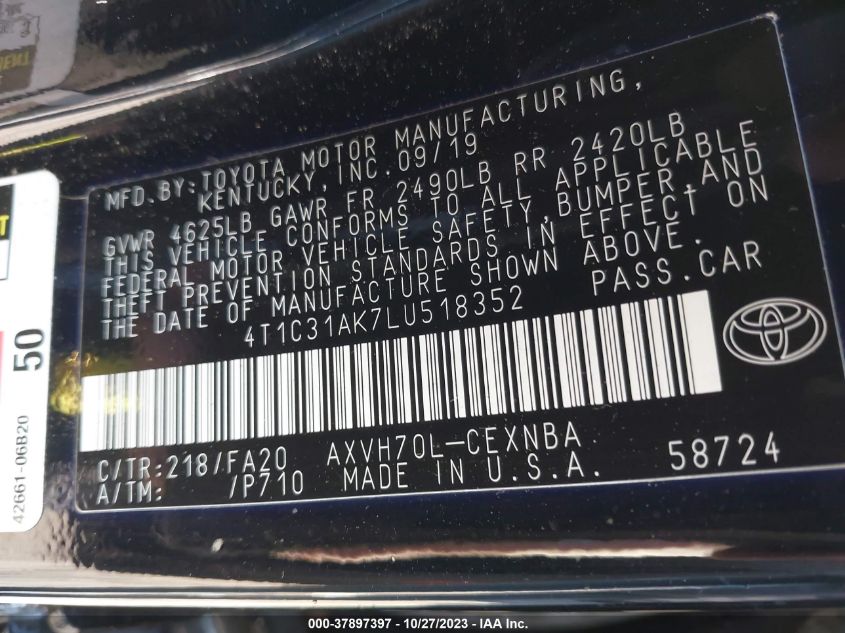 MFD.BY:TOYOTA MOTOR MANUFACTURING,
KENTUCKY, INC.09/19
GVWR 4625LB GAWR FR 2490LB RR 2420LB
THIS VEHICLE CONFORMS TO ALL APPLICABLE
FEDERAL MOTOR VEHICLE SAFETY,BUMPER,AND
THEFT PREVENTION STANDARDS IN EFFECT ON
THE DATE OF MANUFACTURE SHOWN ABOVE.
4T1C31AK7LU518352 PASS.CAR
C/TR:218/FA20 AXVH70L-CEXNBA
A/TM: /P710 MADE IN U.S.A. 58724
50
42661-06B20
000-37897397 - 10/27/2023 - IAA Inc.